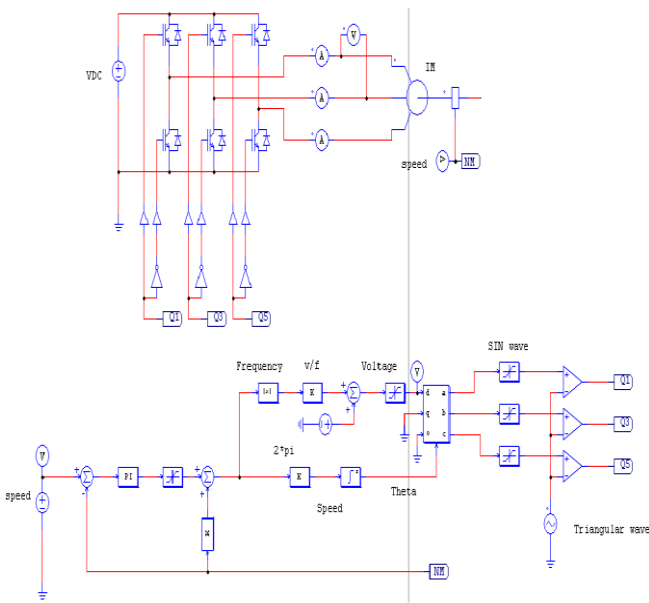 VDC
A
V
A
A
IM
speed
NM
Q1
Q3
Q5
Frequency
v/f
Voltage
SIN wave
|x|
K
V
d a
q b
o c
Q1
Q3
Q5
2*pi
K
Speed
Theta
V
speed
PI
K
NM
Triangular wave